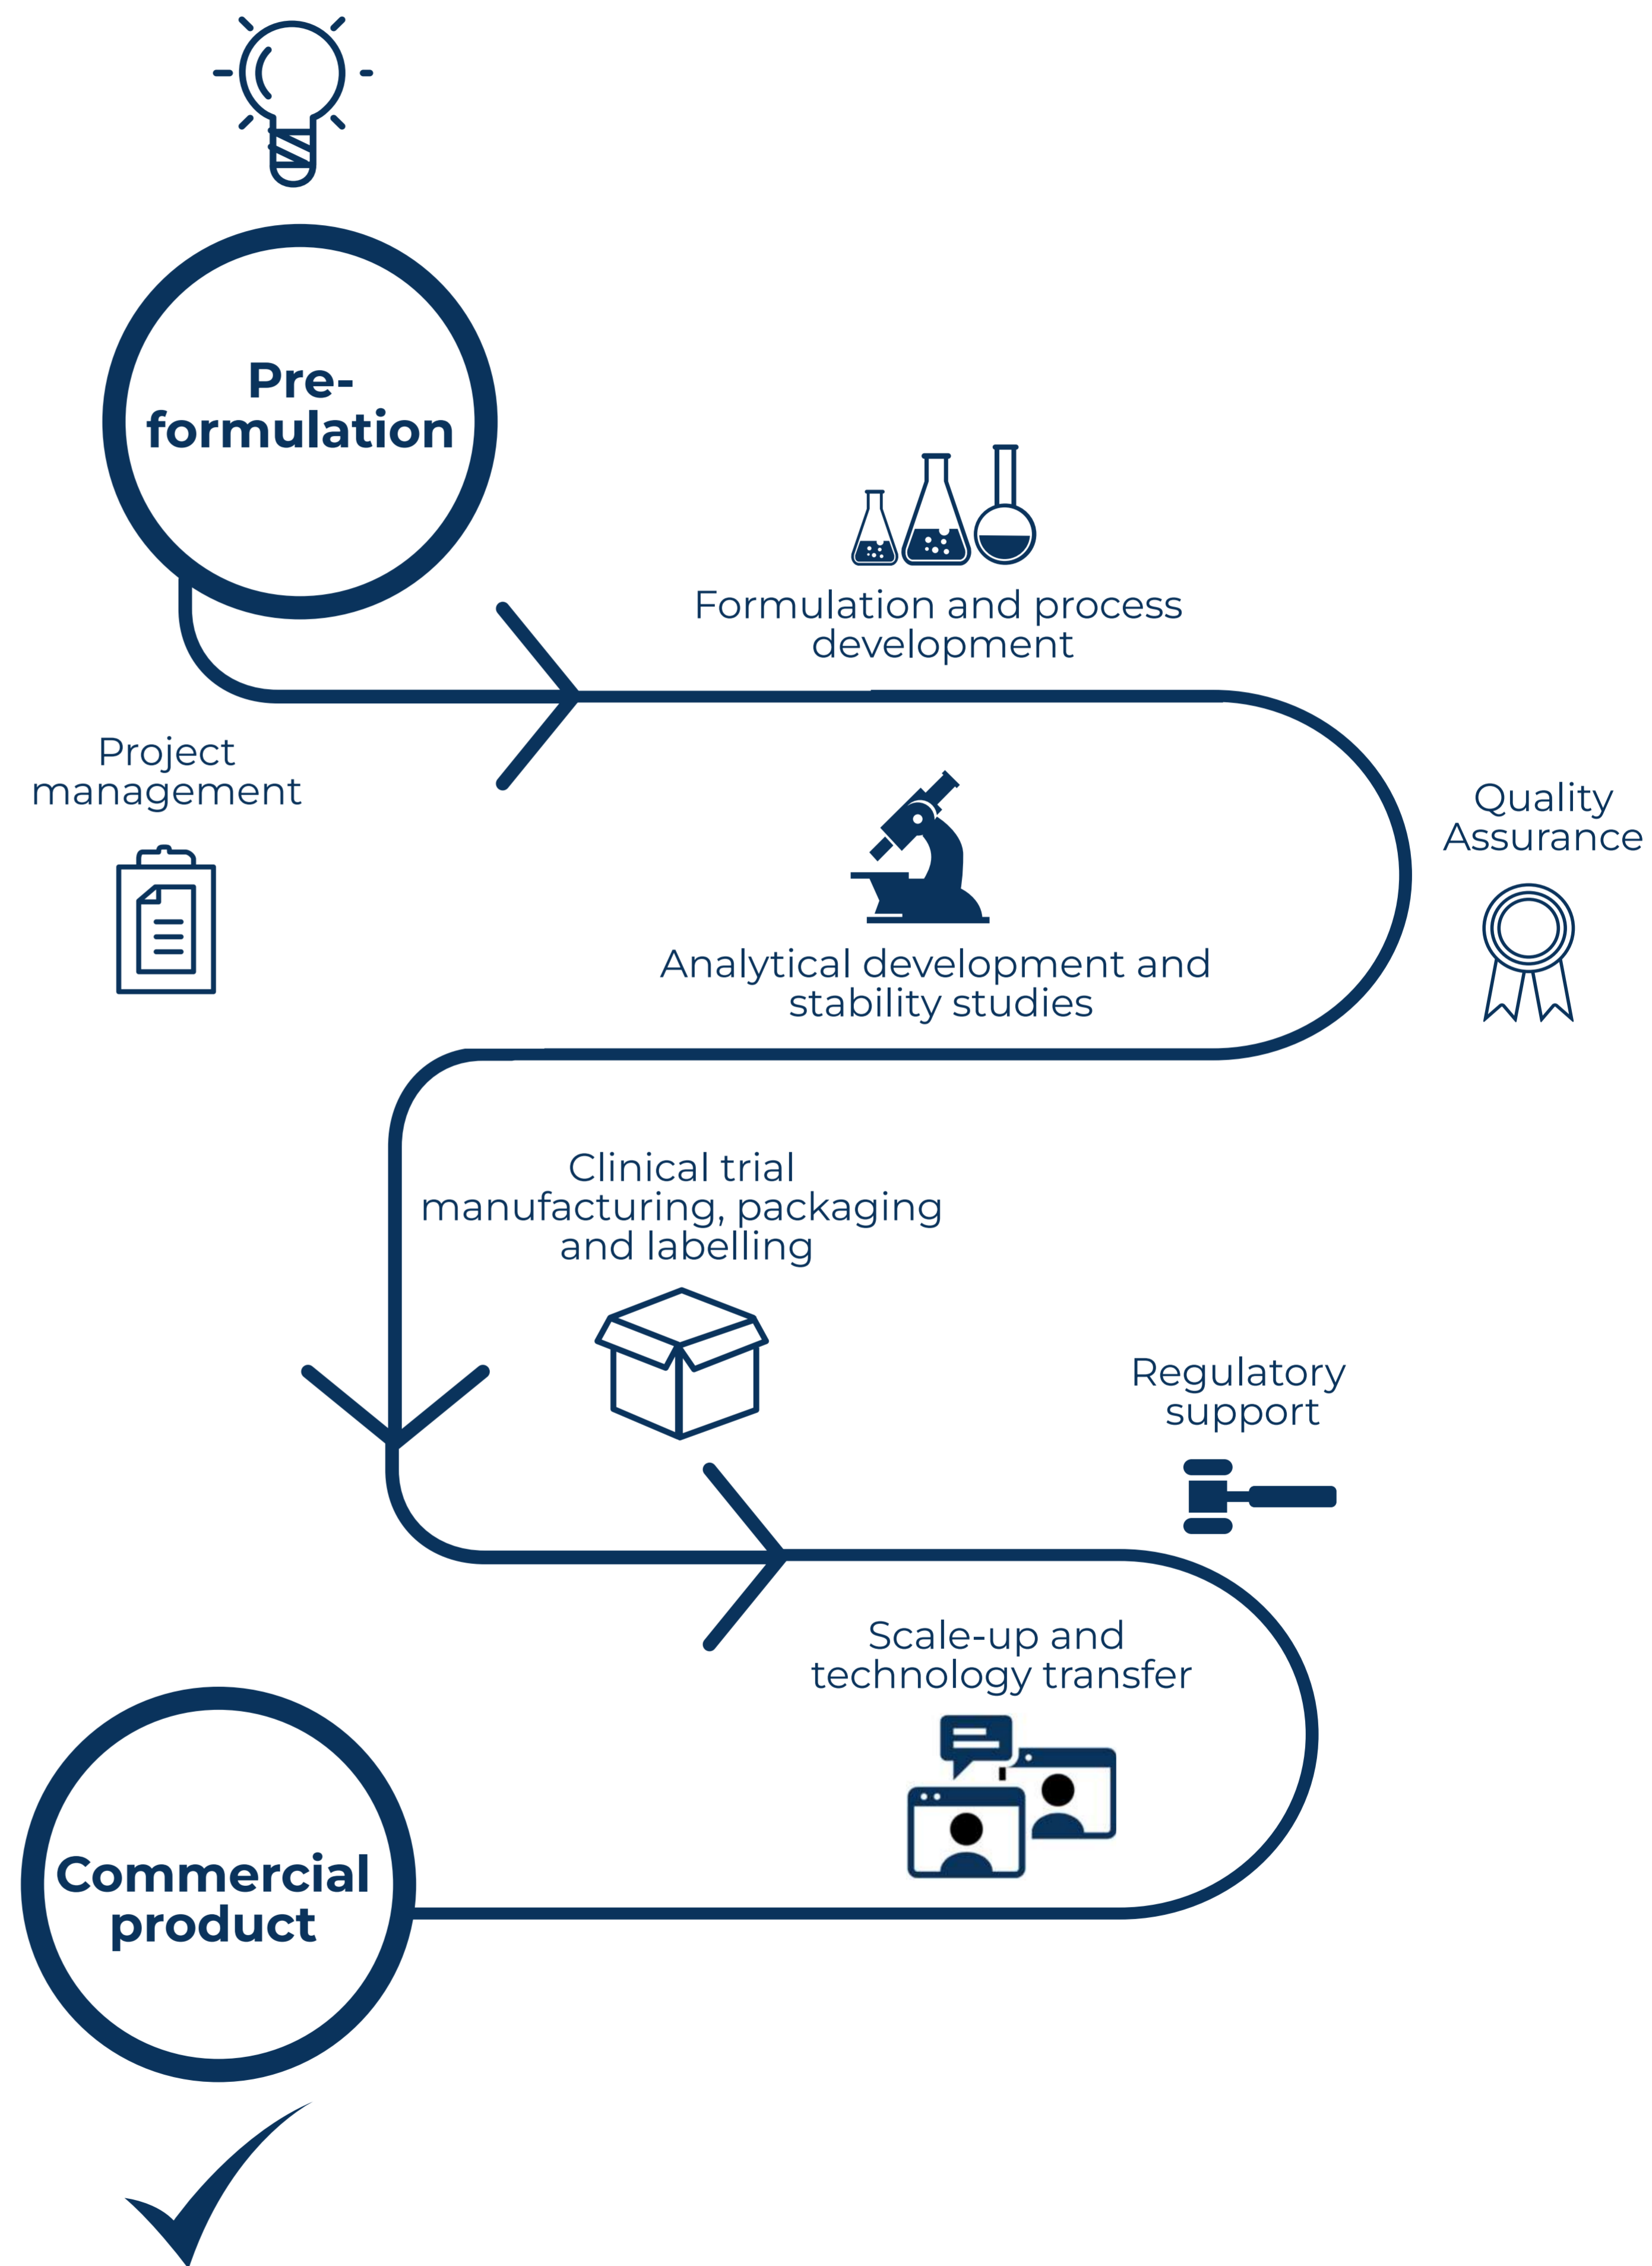 Pre-
formulation
Formulation and process
development
Project
management
Quality
Assurance
Analytical development and
stability studies
Clinical trial
manufacturing, packaging
and labelling
Regulatory
support
Scale-up and
technology transfer
Commercial
product